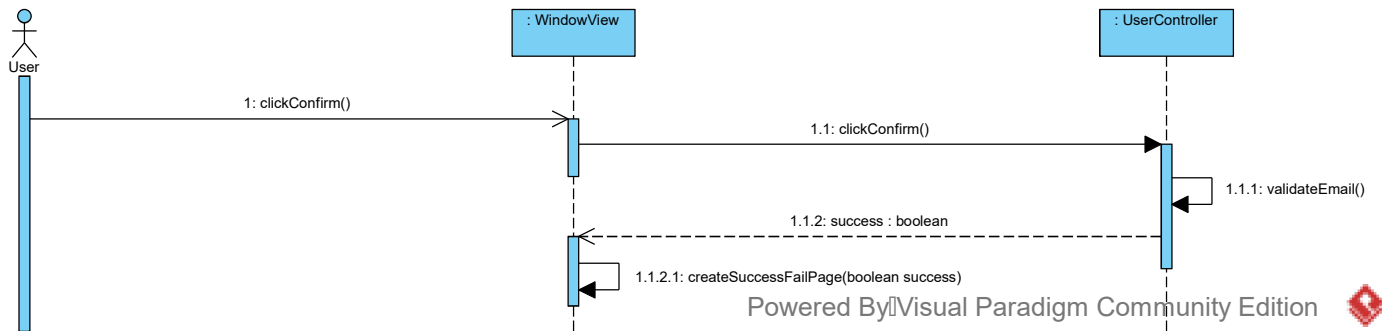 : WindowView
: UserController
User
1: clickConfirm()
1.1: clickConfirm()
1.1.1: validateEmail()
1.1.2: success : boolean
1.1.2.1: createSuccessFailPage(boolean success)
Powered By Visual Paradigm Community Edition